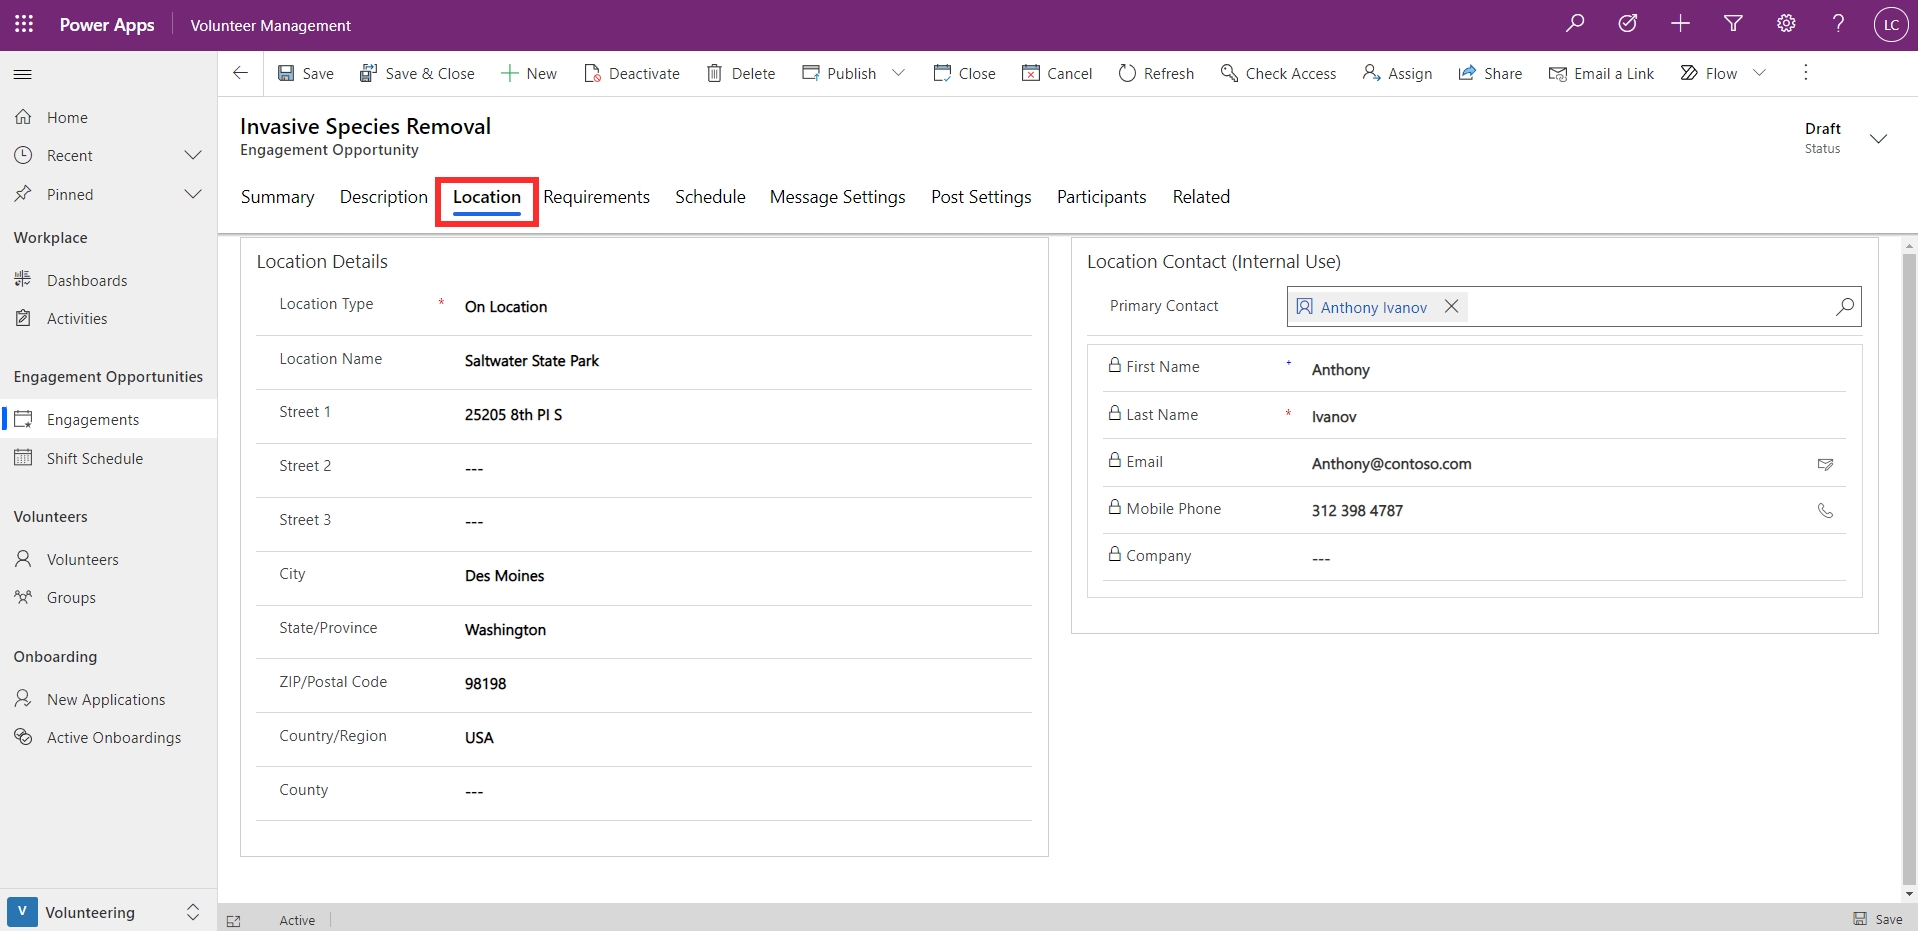 Power Apps Volunteer Management LC
Save Save & Close New Deactivate Delete Publish Close Cancel Refresh Check Access Assign Share Email a Link Flow
Home
Recent
Pinned
Workplace
Dashboards
Activities
Engagement Opportunities
Engagements
Shift Schedule
Volunteers
Volunteers
Groups
Onboarding
New Applications
Active Onboardings
V Volunteering
Invasive Species Removal
Engagement Opportunity
Draft
Status
Summary Description Location Requirements Schedule Message Settings Post Settings Participants Related
Location Details
Location Type * On Location
Location Name Saltwater State Park
Street 1 25205 8th Pl S
Street 2 ---
Street 3 ---
City Des Moines
State/Province Washington
ZIP/Postal Code 98198
Country/Region USA
County ---
Location Contact (Internal Use)
Primary Contact Anthony Ivanov
First Name + Anthony
Last Name * Ivanov
Email Anthony@contoso.com
Mobile Phone 312 398 4787
Company ---
Active Save